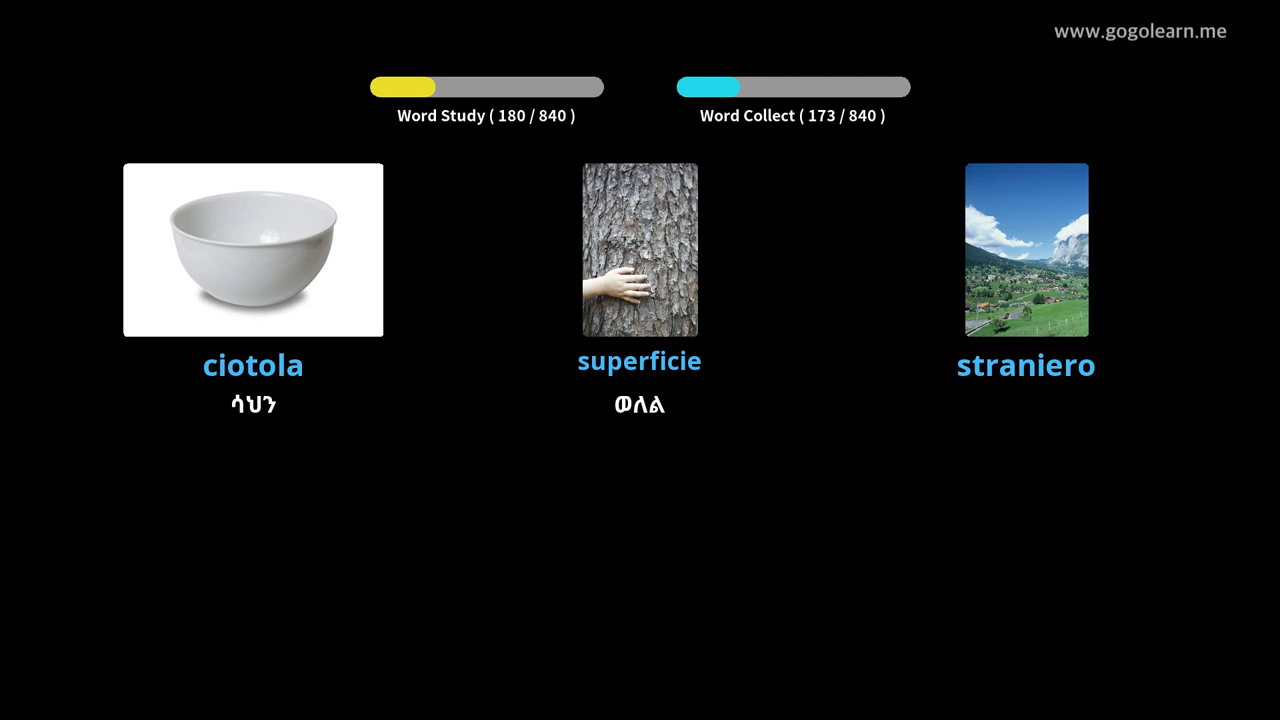 www.gogolearn.me
Word Study ( 180 / 840 )
Word Collect ( 173 / 840 )
ciotola
superficie
straniero
ሳህን
ወለል